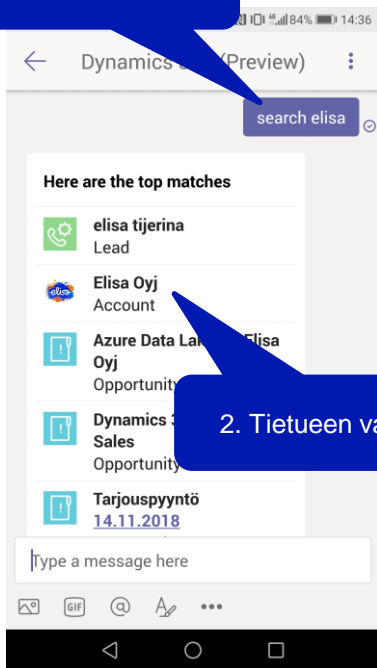 84% 14:36
Dynamics (Preview)
search elisa
Here are the top matches
elisa tijerina
Lead
elisa
Elisa Oyj
Account
Azure Data Elisa
Oyj
Opportunity
Dynamics
Sales
Opportunity
2. Tietueen
Tarjouspyyntö
14.11.2018
Type a message here
GIF